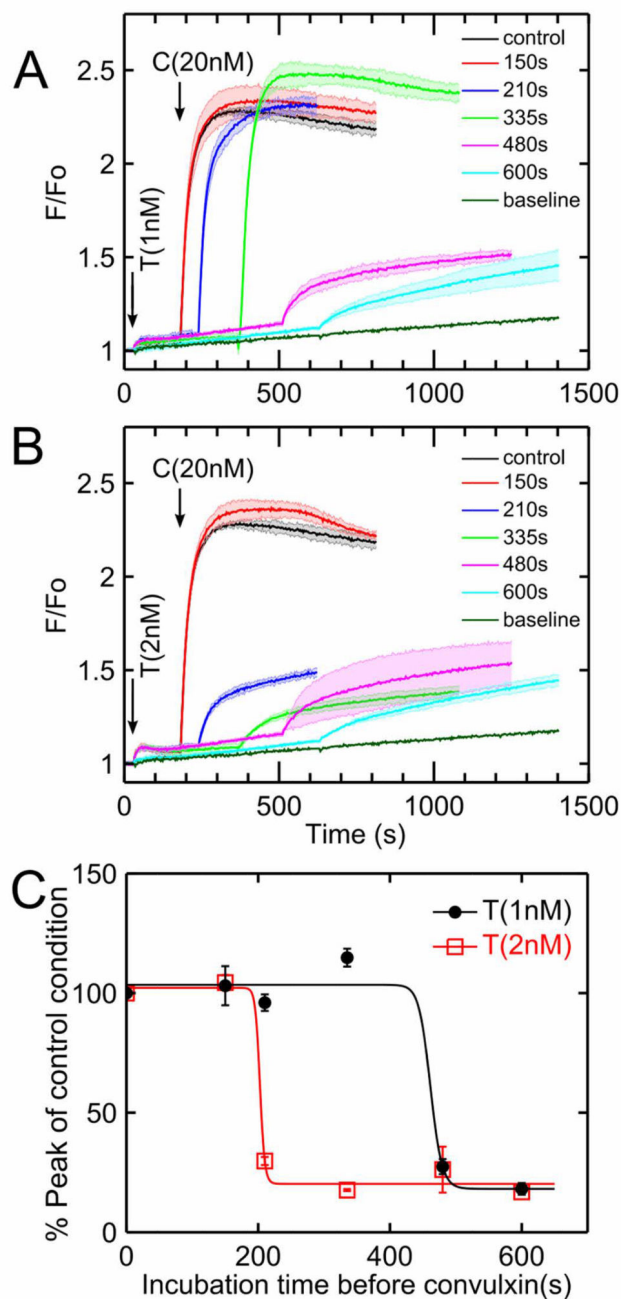 A
C(20nM)
T(1nM)
control
150s
210s
335s
480s
600s
baseline
2.5
2
1.5
1
F/Fo
0
500
1000
1500
B
C(20nM)
T(2nM)
control
150s
210s
335s
480s
600s
baseline
2.5
2
1.5
1
F/Fo
0
500
1000
1500
Time (s)
C
T(1nM)
T(2nM)
150
100
50
0
% Peak of control condition
0
200
400
600
Incubation time before convulxin(s)